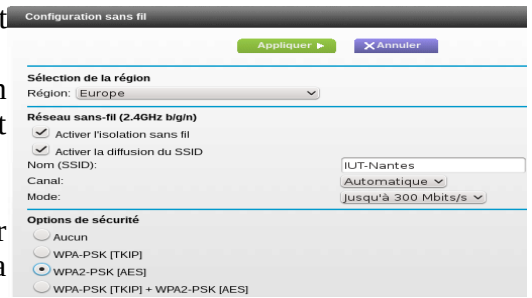 Configuration sans fil
Appliquer ▶ X Annuler
Sélection de la région
Région: Europe
Réseau sans-fil (2.4GHz b/g/n)
Activer l'isolation sans fil
Activer la diffusion du SSID
Nom (SSID): IUT-Nantes
Canal: Automatique
Mode: Jusqu'à 300 Mbits/s
Options de sécurité
Aucun
WPA-PSK [TKIP]
WPA2-PSK [AES]
WPA-PSK [TKIP] + WPA2-PSK [AES]